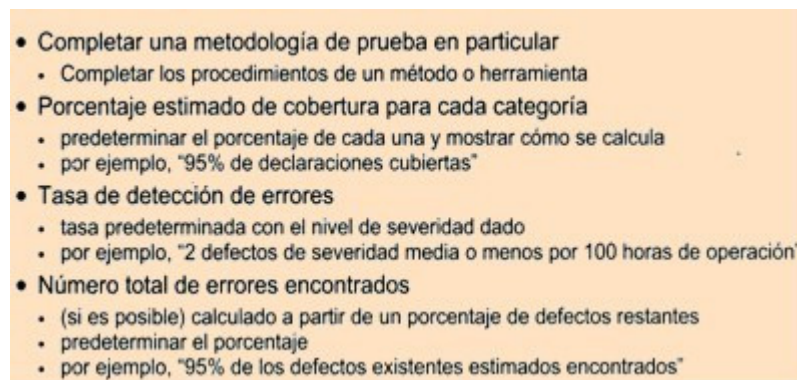 • Completar una metodología de prueba en particular
• Completar los procedimientos de un método o herramienta
• Porcentaje estimado de cobertura para cada categoría
• predeterminar el porcentaje de cada una y mostrar cómo se calcula
• por ejemplo, "95% de declaraciones cubiertas"
• Tasa de detección de errores
• tasa predeterminada con el nivel de severidad dado
• por ejemplo, "2 defectos de severidad media o menos por 100 horas de operación"
• Número total de errores encontrados
• (si es posible) calculado a partir de un porcentaje de defectos restantes
• predeterminar el porcentaje
• por ejemplo, "95% de los defectos existentes estimados encontrados"